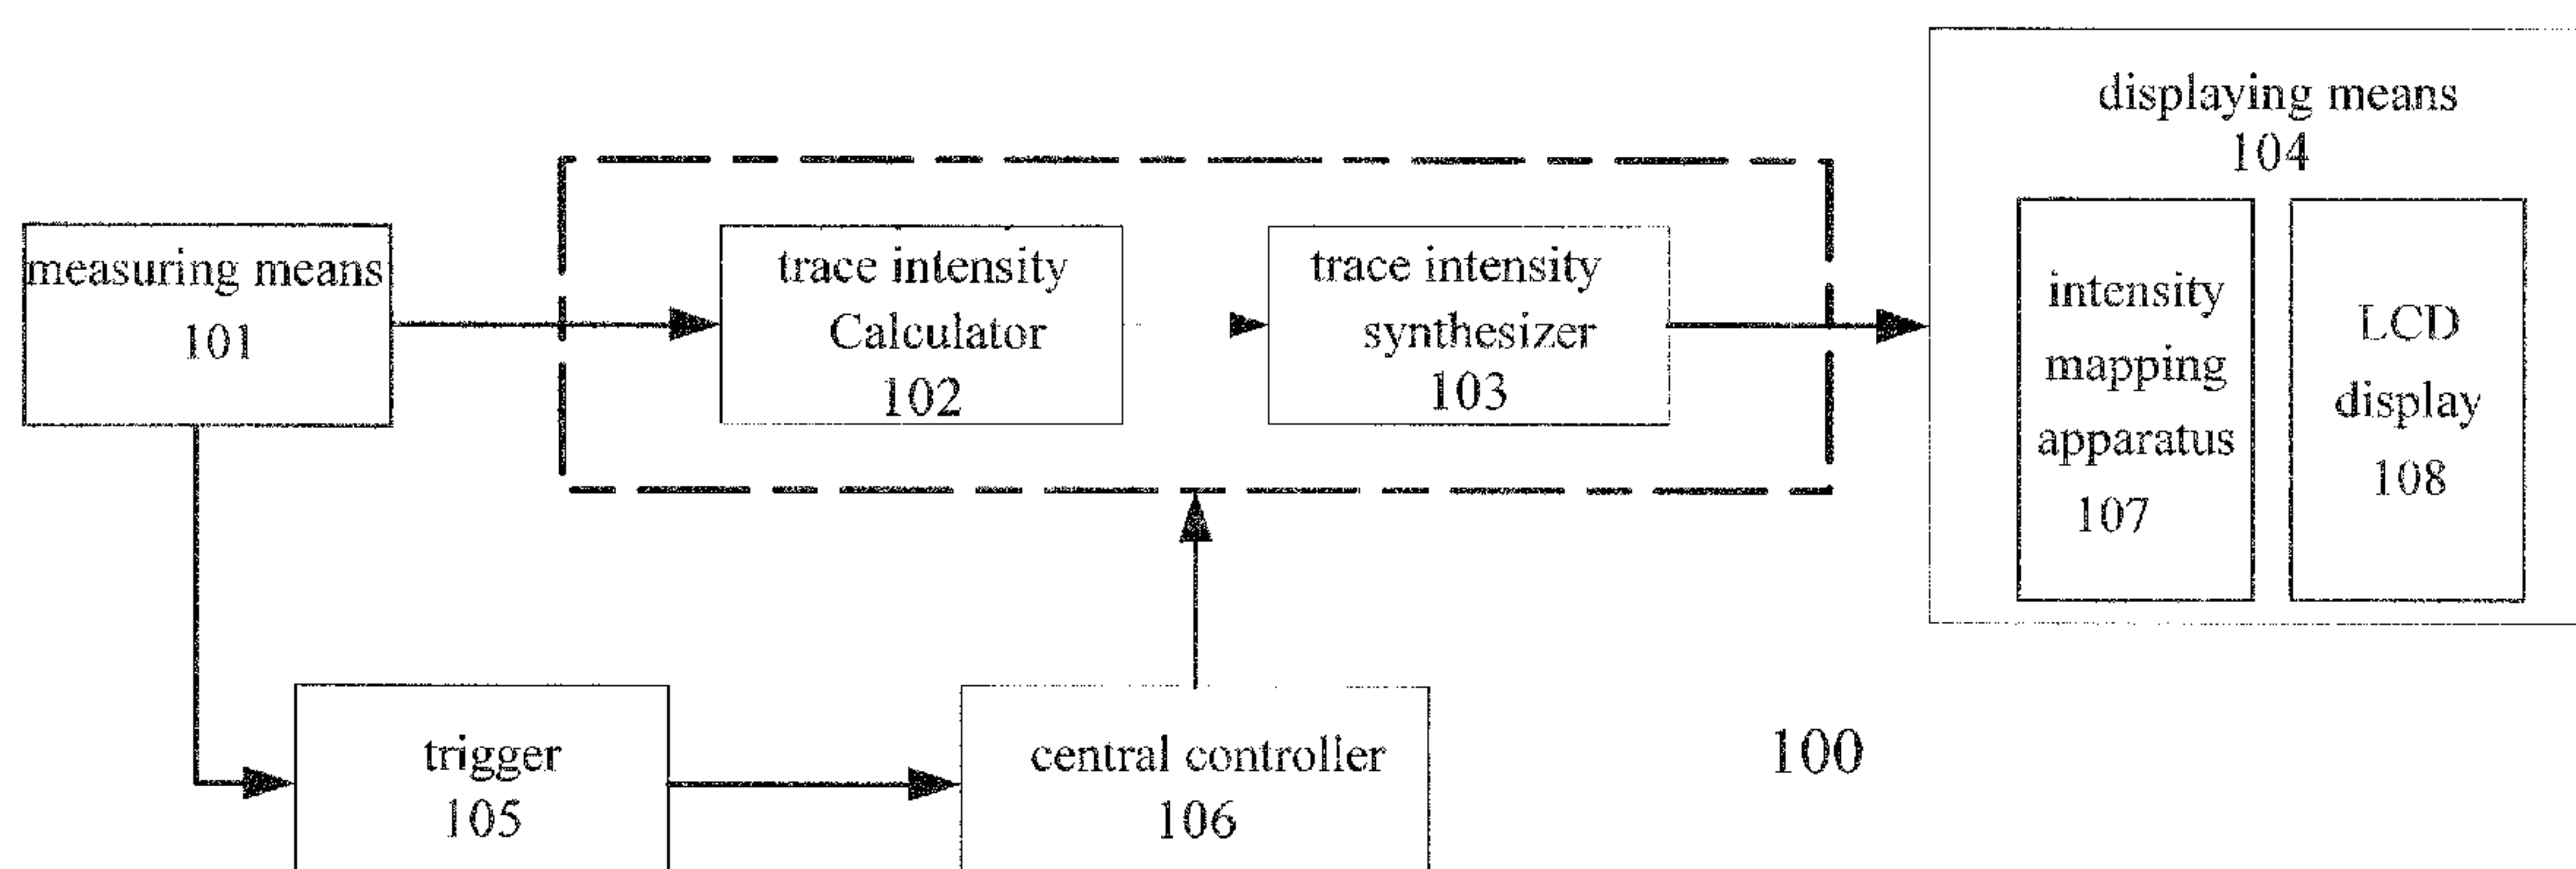 displaying means
104
measuring means
101
trace intensity
Calculator
102
trace intensity
synthesizer
103
intensity
mapping
apparatus
107
LCD
display
108
trigger
105
central controller
106
100